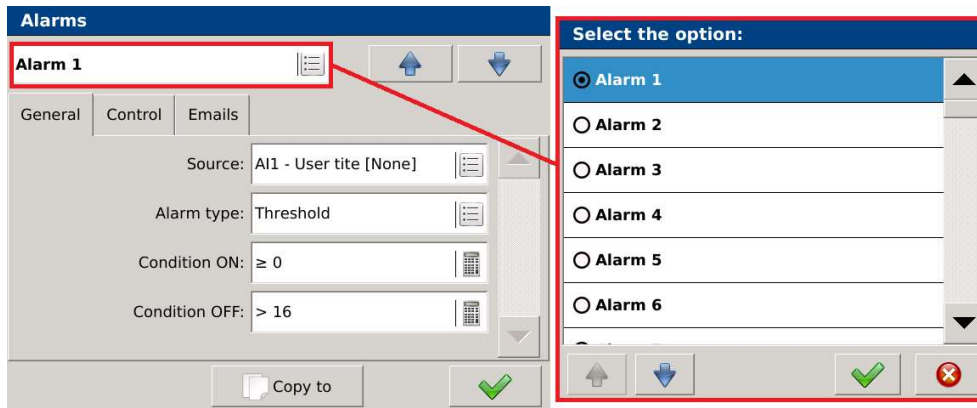 Alarms
Alarm 1
General Control Emails
Source: AI1 - User tite [None]
Alarm type: Threshold
Condition ON: ≥ 0
Condition OFF: > 16
Copy to
Select the option:
Alarm 1
Alarm 2
Alarm 3
Alarm 4
Alarm 5
Alarm 6